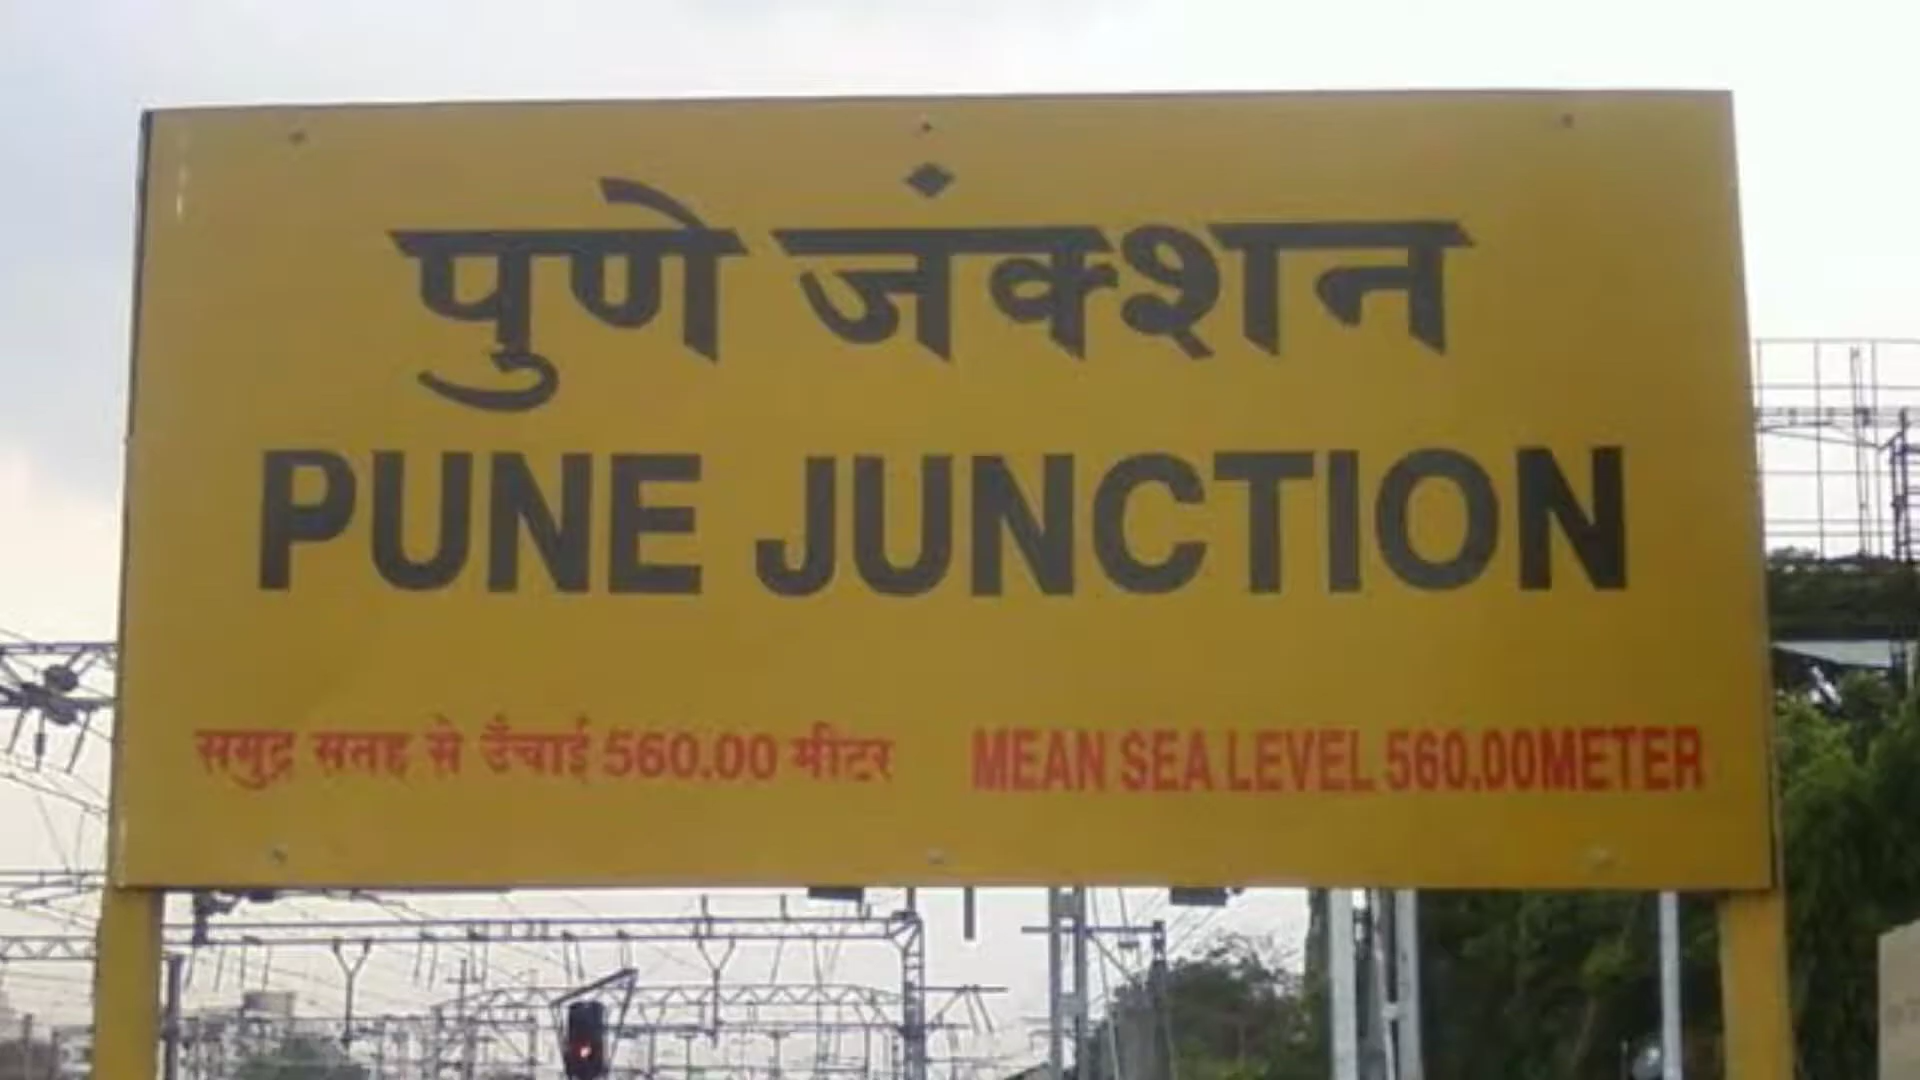 पुणे जंक्शन
PUNE JUNCTION
समुद्र सतह से उँचाई 560.00 मीटर MEAN SEA LEVEL 560.00METER